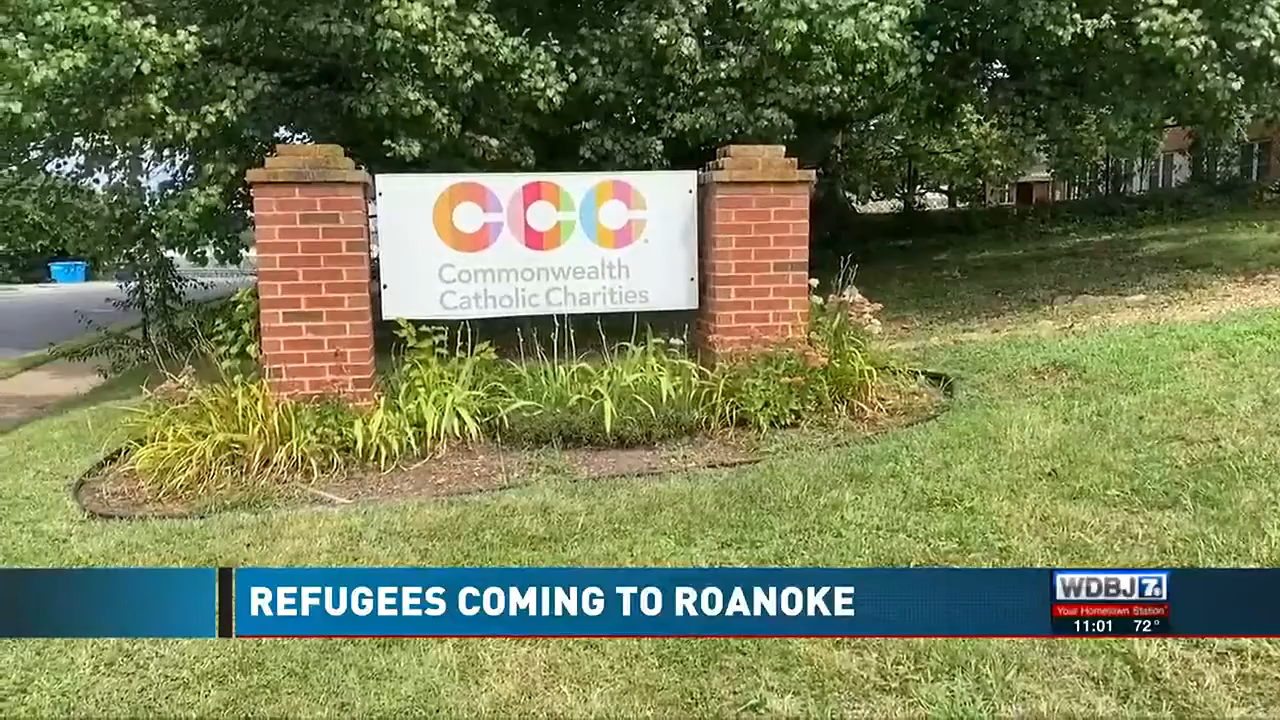 CCC
Commonwealth
Catholic Charities
REFUGEES COMING TO ROANOKE
WDBJ7
Your Hometown Station
11:01 72°